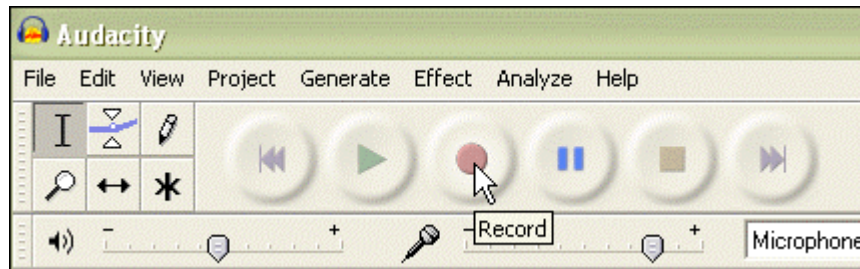 Audacity
File Edit View Project Generate Effect Analyze Help
Record
Microphone